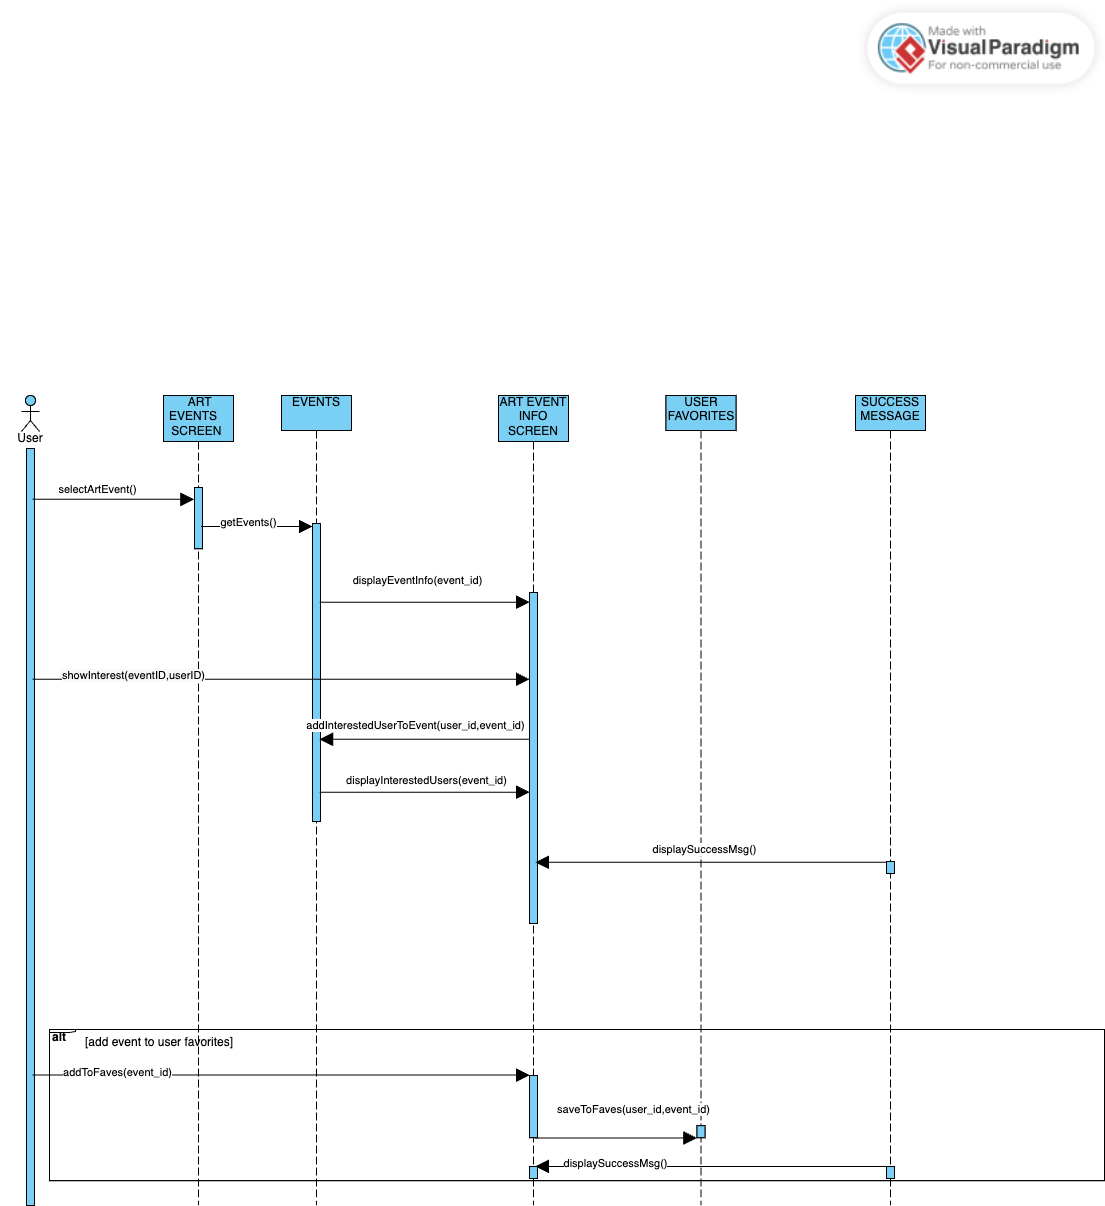 Made with
Visual Paradigm
For non-commercial use
User
ART
EVENTS
SCREEN
EVENTS
ART EVENT
INFO
SCREEN
USER
FAVORITES
SUCCESS
MESSAGE
selectArtEvent()
getEvents()
displayEventInfo(event_id)
showInterest(eventID,userID)
addInterestedUserToEvent(user_id,event_id)
displayInterestedUsers(event_id)
displaySuccessMsg()
alt
[add event to user favorites]
addToFaves(event_id)
saveToFaves(user_id,event_id)
displaySuccessMsg()